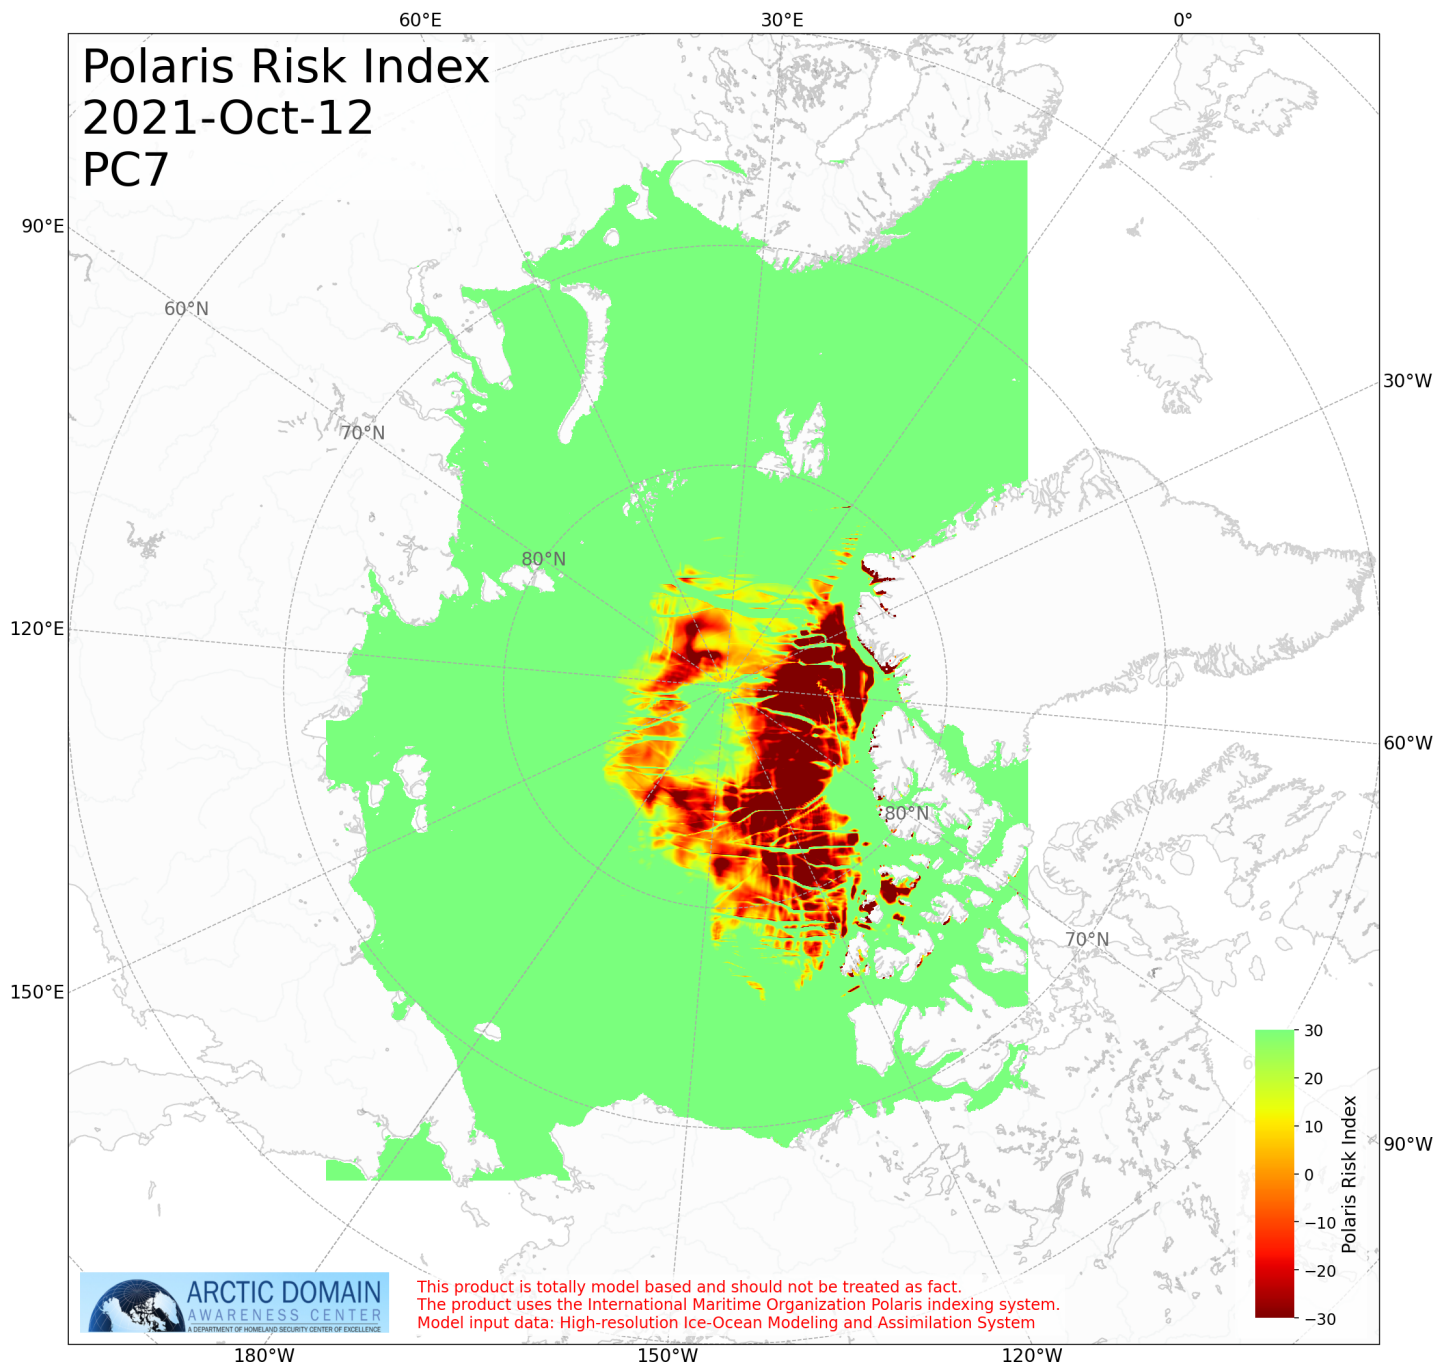 60°E
30°E
0°
Polaris Risk Index
2021-Oct-12
PC7
90°E
60°N
30°W
70°N
80°N
120°E
60°W
80°N
70°N
150°E
30
20
10
0
−10
−20
−30
Polaris Risk Index
90°W
ARCTIC DOMAIN
AWARENESS CENTER
A DEPARTMENT OF HOMELAND SECURITY CENTER OF EXCELLENCE
This product is totally model based and should not be treated as fact.
The product uses the International Maritime Organization Polaris indexing system.
Model input data: High-resolution Ice-Ocean Modeling and Assimilation System
180°W
150°W
120°W